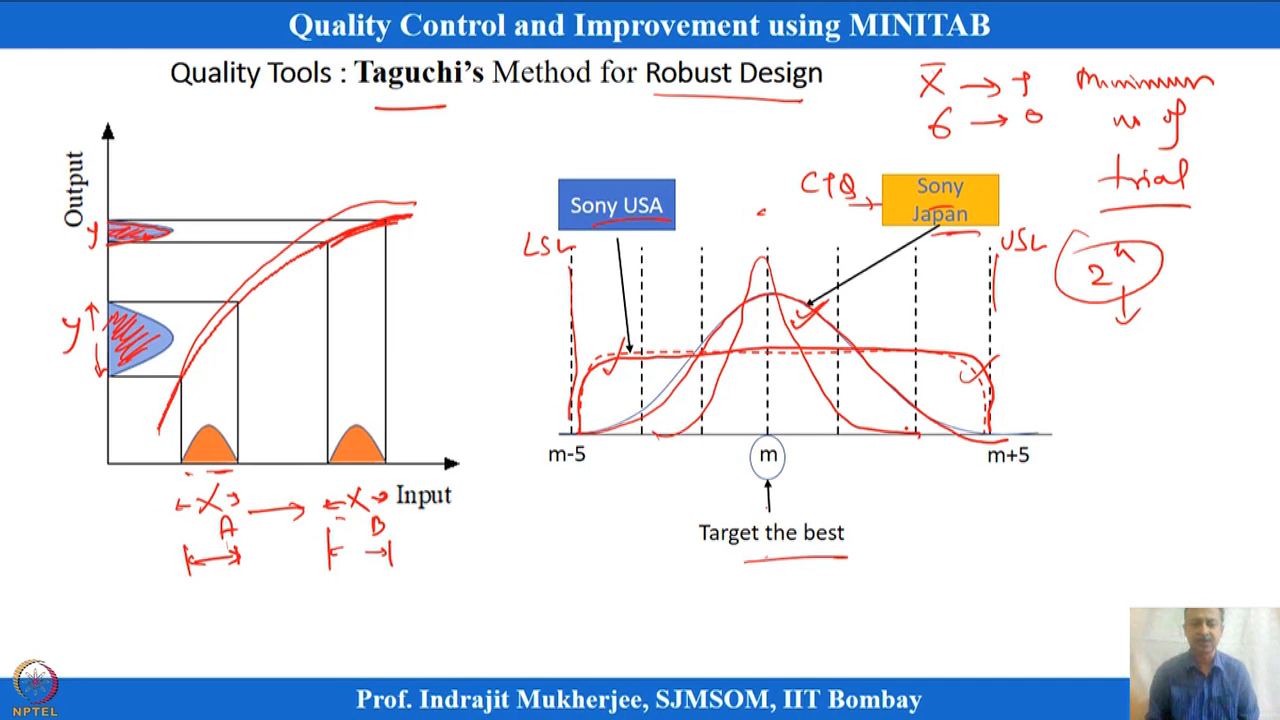 Quality Control and Improvement using MINITAB
Quality Tools : Taguchi's Method for Robust Design
X̄ → T
σ → 0
Minimum
no of
trial
Output
y
y
Sony USA
CTQ
Sony
Japan
LSL
USL
2ⁿ
m-5
m
m+5
Target the best
X
X
Input
A
B
NPTEL
Prof. Indrajit Mukherjee, SJMSOM, IIT Bombay